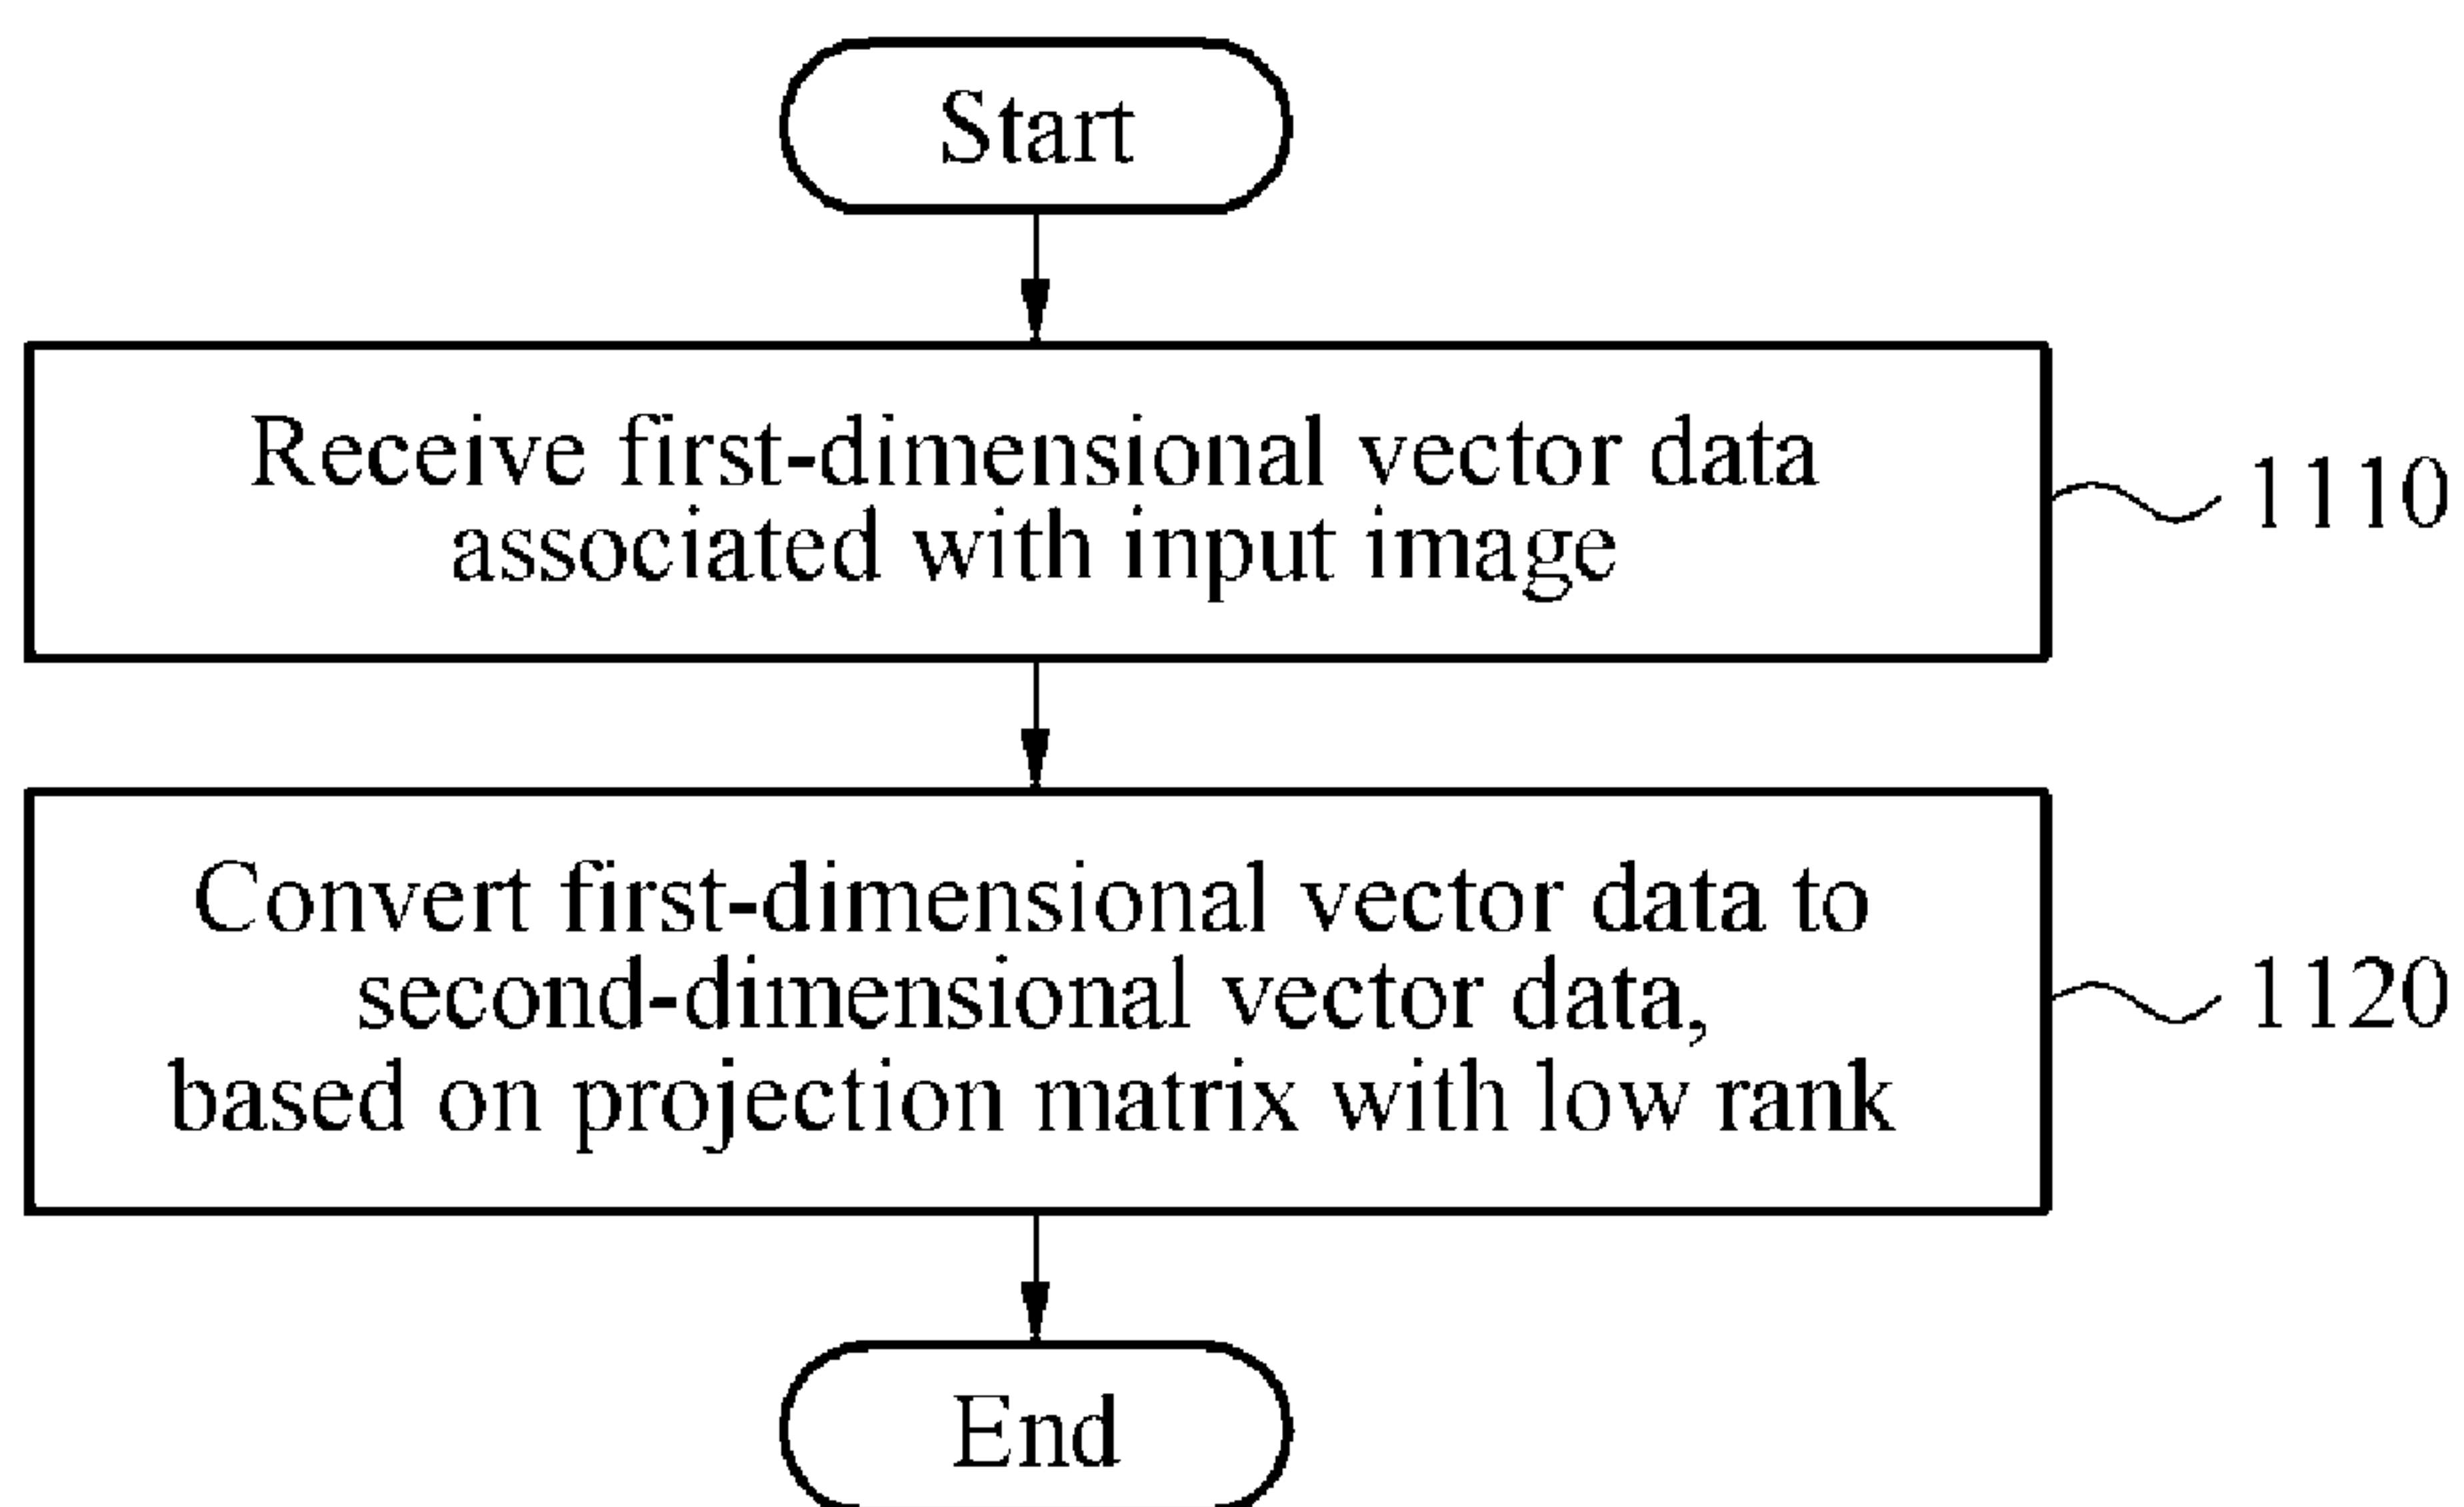 Start
Receive first-dimensional vector data
associated with input image
1110
Convert first-dimensional vector data to
second-dimensional vector data,
based on projection matrix with low rank
1120
End